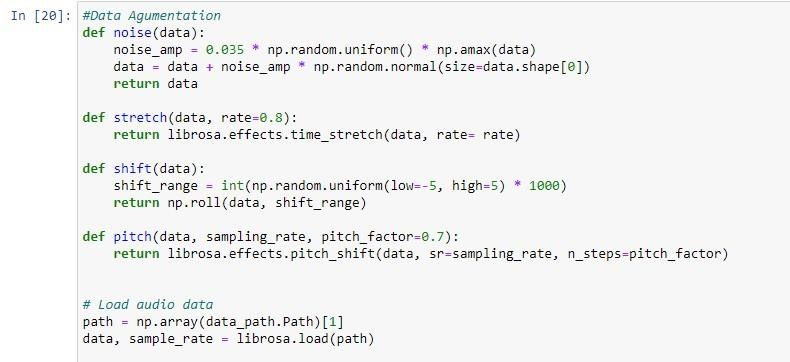 In [20]: #Data Agumentation
def noise(data):
    noise_amp = 0.035 * np.random.uniform() * np.amax(data)
    data = data + noise_amp * np.random.normal(size=data.shape[0])
    return data

def stretch(data, rate=0.8):
    return librosa.effects.time_stretch(data, rate= rate)

def shift(data):
    shift_range = int(np.random.uniform(low=-5, high=5) * 1000)
    return np.roll(data, shift_range)

def pitch(data, sampling_rate, pitch_factor=0.7):
    return librosa.effects.pitch_shift(data, sr=sampling_rate, n_steps=pitch_factor)


# Load audio data
path = np.array(data_path.Path)[1]
data, sample_rate = librosa.load(path)